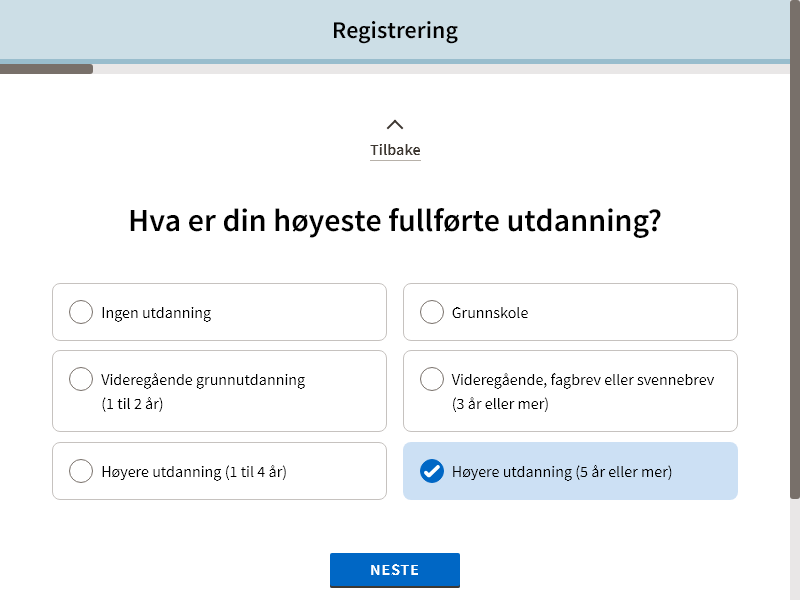 Registrering
Tilbake
Hva er din høyeste fullførte utdanning?
Ingen utdanning
Grunnskole
Videregående grunnutdanning
(1 til 2 år)
Videregående, fagbrev eller svennebrev
(3 år eller mer)
Høyere utdanning (1 til 4 år)
Høyere utdanning (5 år eller mer)
NESTE